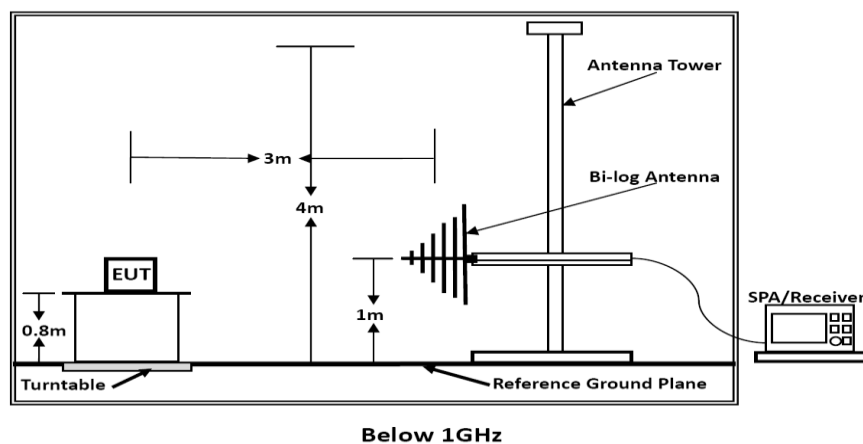 Antenna Tower
3m
Bi-log Antenna
4m
EUT
SPA/Receiver
0.8m
1m
Turntable
Reference Ground Plane
Below 1GHz